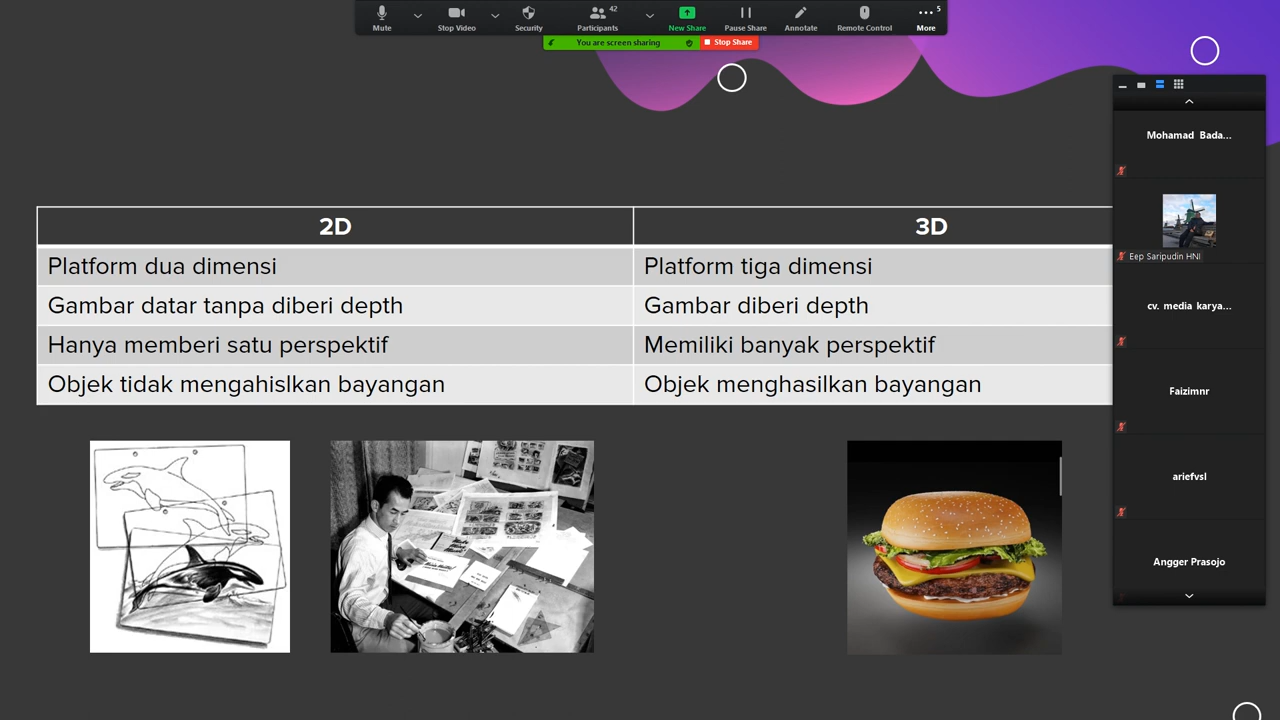 42
5
Mute
Stop Video
Security
Participants
New Share
Pause Share
Annotate
Remote Control
More
You are screen sharing
Stop Share
2D
3D
Platform dua dimensi
Platform tiga dimensi
Gambar datar tanpa diberi depth
Gambar diberi depth
Hanya memberi satu perspektif
Memiliki banyak perspektif
Objek tidak mengahislkan bayangan
Objek menghasilkan bayangan
Mohamad Bada...
Eep Saripudin HNI
cv. media karya...
Faizimnr
ariefvsl
Angger Prasojo